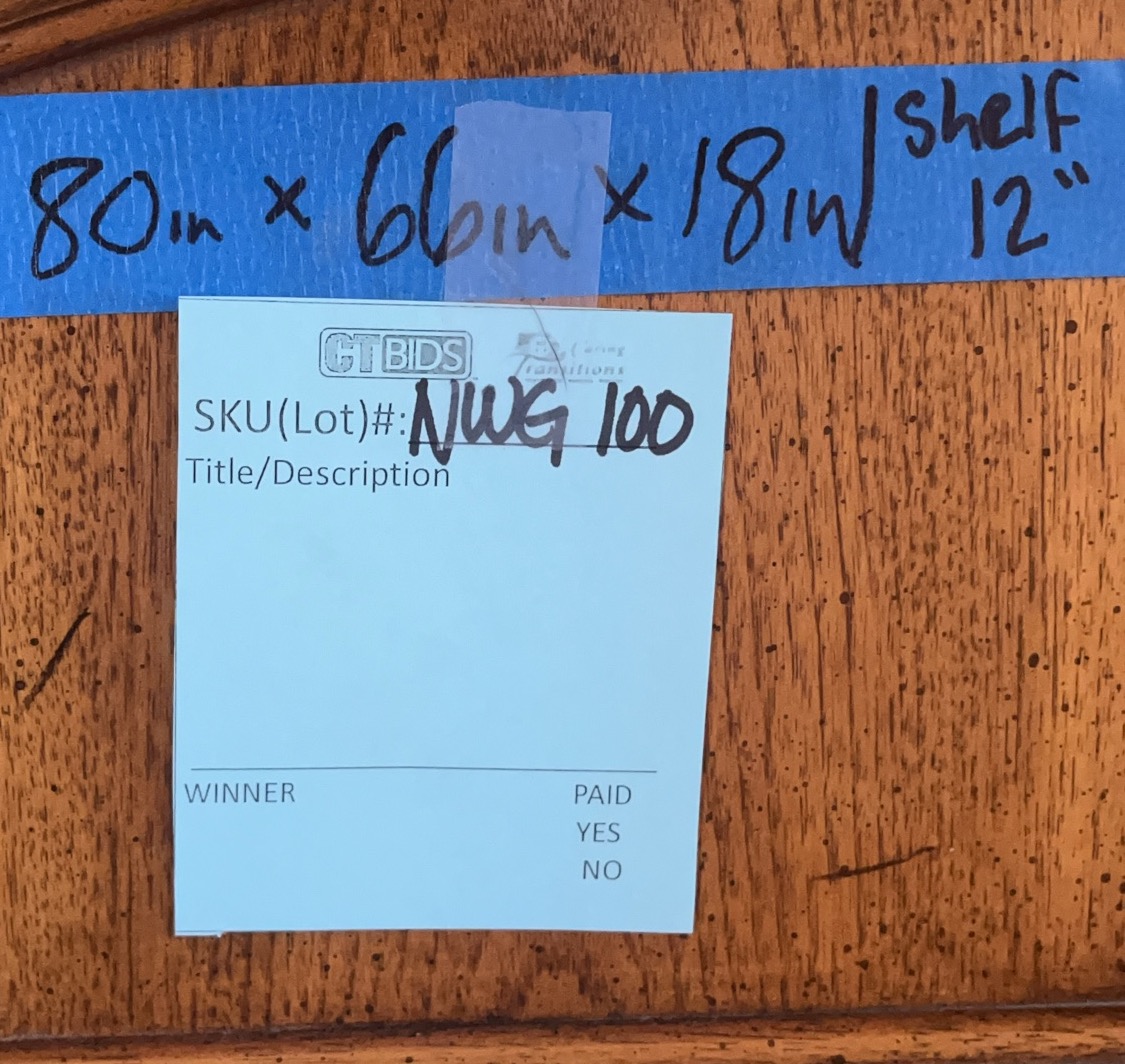 80in x 66in x 18in/ shelf 12"
CTBIDS Caring Transitions
SKU(Lot)#: NWG 100
Title/Description
WINNER PAID
YES
NO